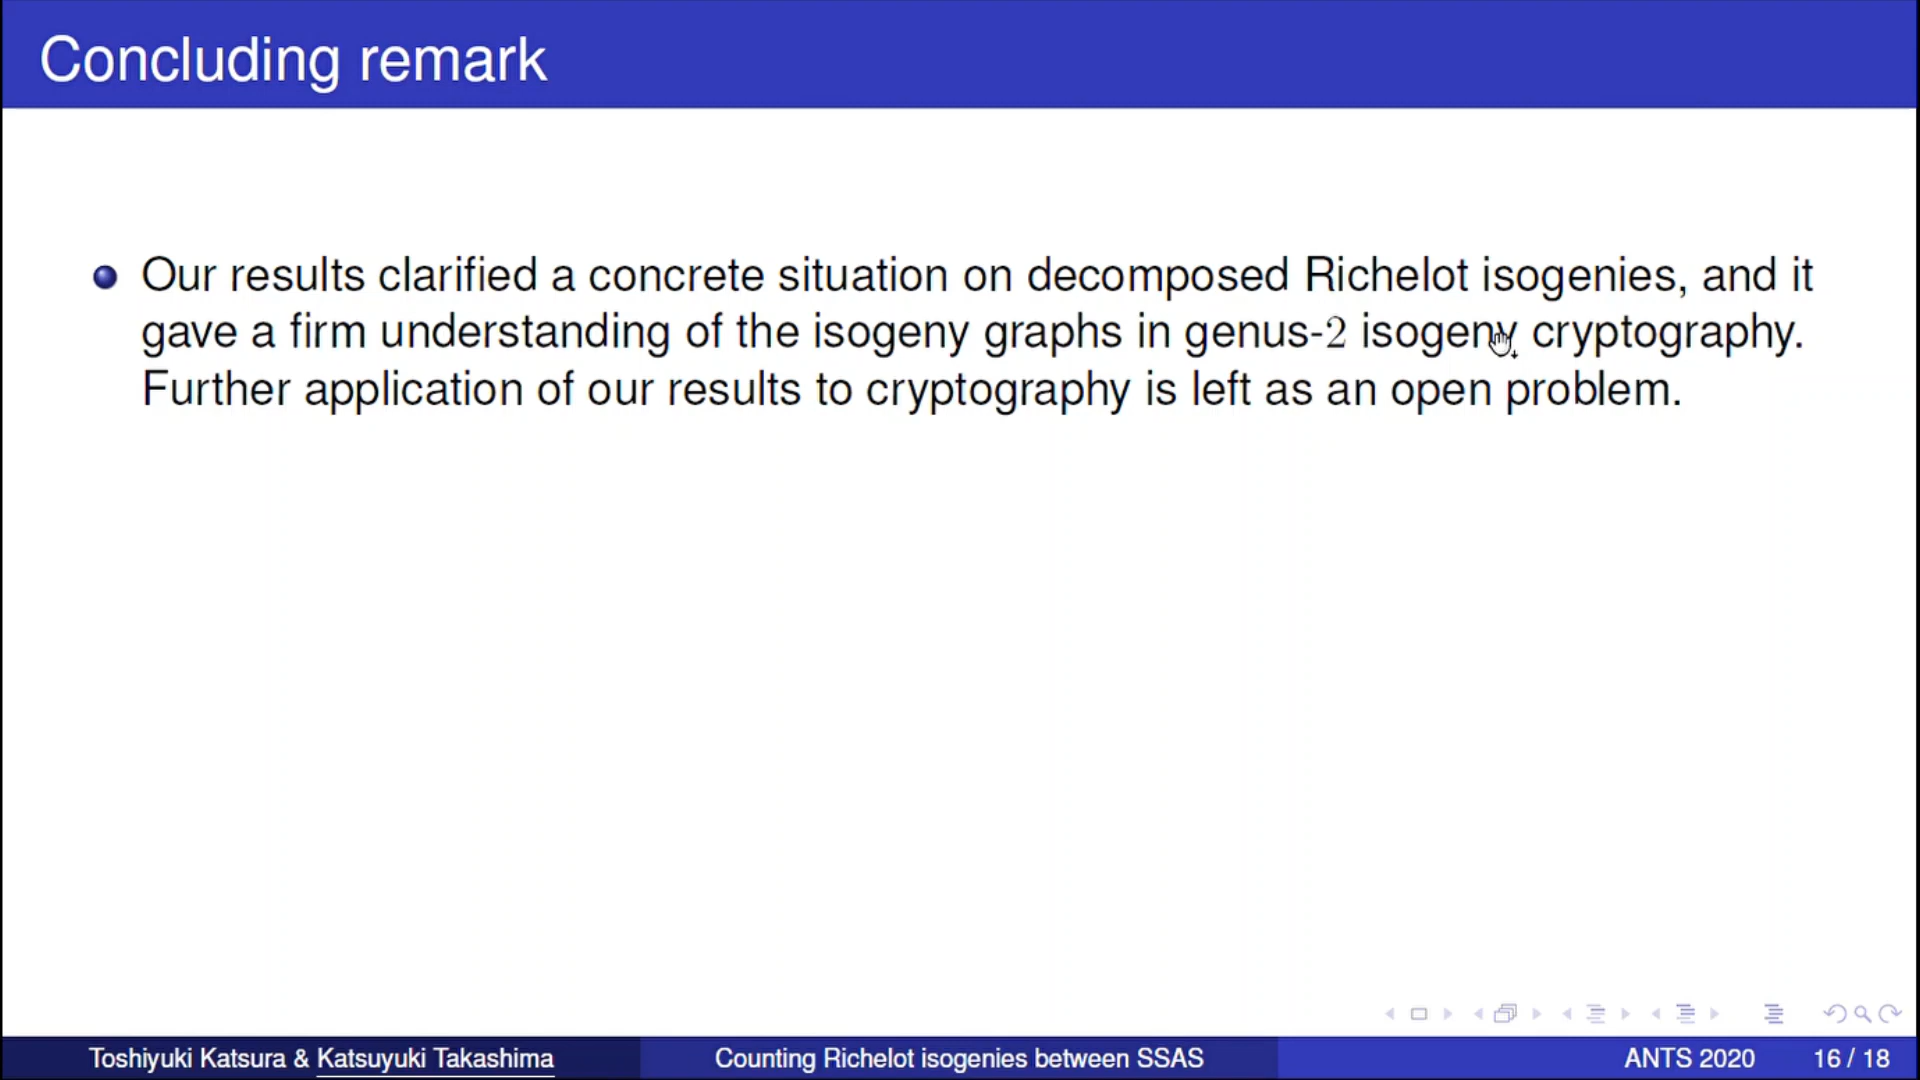 Concluding remark
Our results clarified a concrete situation on decomposed Richelot isogenies, and it
gave a firm understanding of the isogeny graphs in genus-2 isogeny cryptography.
Further application of our results to cryptography is left as an open problem.
Toshiyuki Katsura & Katsuyuki Takashima
Counting Richelot isogenies between SSAS
ANTS 2020
16 / 18